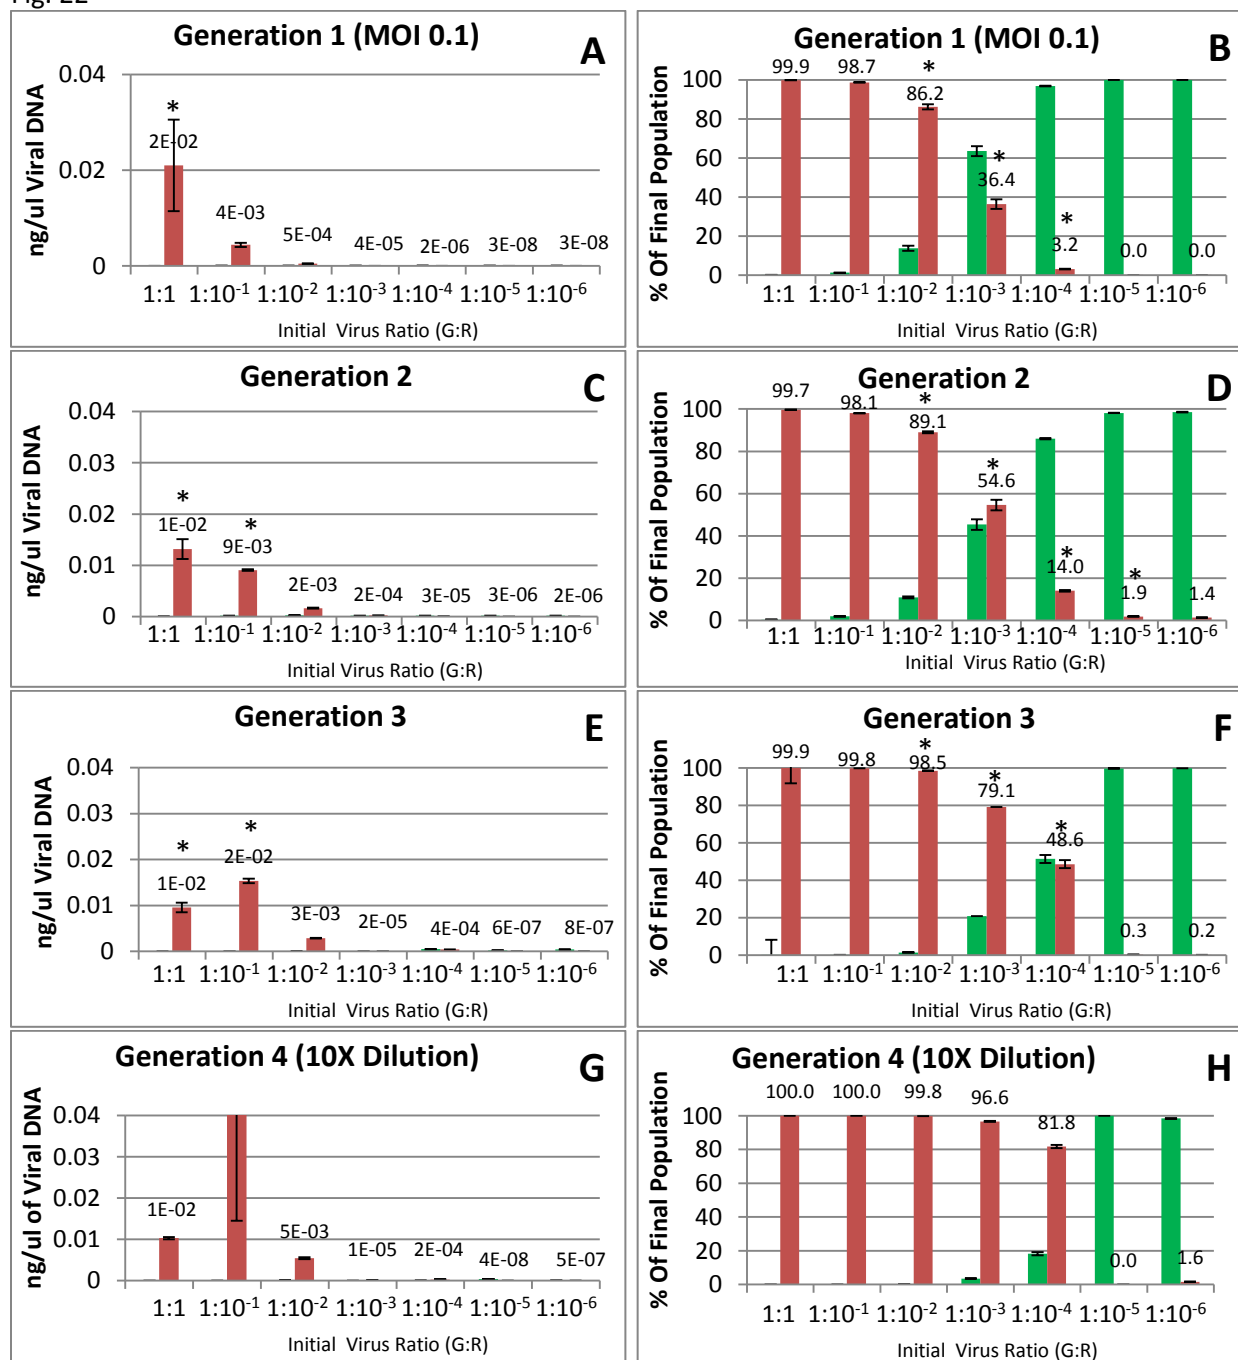 Fig. 22
Generation 1 (MOI 0.1)
A
ng/ul Viral DNA
0.04
0.02
0
*
2E-02
4E-03
5E-04
4E-05
2E-06
3E-08
3E-08
1:1 1:10⁻¹ 1:10⁻² 1:10⁻³ 1:10⁻⁴ 1:10⁻⁵ 1:10⁻⁶
Initial Virus Ratio (G:R)
Generation 1 (MOI 0.1)
B
% Of Final Population
100
80
60
40
20
0
99.9
98.7
*
86.2
*
36.4
*
3.2
0.0
0.0
1:1 1:10⁻¹ 1:10⁻² 1:10⁻³ 1:10⁻⁴ 1:10⁻⁵ 1:10⁻⁶
Initial Virus Ratio (G:R)
Generation 2
C
ng/ul Viral DNA
0.04
0.03
0.02
0.01
0
*
1E-02
*
9E-03
2E-03
2E-04
3E-05
3E-06
2E-06
1:1 1:10⁻¹ 1:10⁻² 1:10⁻³ 1:10⁻⁴ 1:10⁻⁵ 1:10⁻⁶
Initial Virus Ratio (G:R)
Generation 2
D
% Of Final Population
100
80
60
40
20
0
99.7
98.1
*
89.1
*
54.6
*
14.0
*
1.9
1.4
1:1 1:10⁻¹ 1:10⁻² 1:10⁻³ 1:10⁻⁴ 1:10⁻⁵ 1:10⁻⁶
Initial Virus Ratio (G:R)
Generation 3
E
ng/ul Viral DNA
0.04
0.03
0.02
0.01
0
*
1E-02
*
2E-02
3E-03
2E-05
4E-04
6E-07
8E-07
1:1 1:10⁻¹ 1:10⁻² 1:10⁻³ 1:10⁻⁴ 1:10⁻⁵ 1:10⁻⁶
Initial Virus Ratio (G:R)
Generation 3
F
% Of Final Population
100
80
60
40
20
0
99.9
99.8
*
98.5
*
79.1
*
48.6
0.3
0.2
1:1 1:10⁻¹ 1:10⁻² 1:10⁻³ 1:10⁻⁴ 1:10⁻⁵ 1:10⁻⁶
Initial Virus Ratio (G:R)
Generation 4 (10X Dilution)
G
ng/ul of Viral DNA
0.04
0.03
0.02
0.01
0
1E-02
5E-03
1E-05
2E-04
4E-08
5E-07
1:1 1:10⁻¹ 1:10⁻² 1:10⁻³ 1:10⁻⁴ 1:10⁻⁵ 1:10⁻⁶
Initial Virus Ratio (G:R)
Generation 4 (10X Dilution)
H
% Of Final Population
100
80
60
40
20
0
100.0
100.0
99.8
96.6
81.8
0.0
1.6
1:1 1:10⁻¹ 1:10⁻² 1:10⁻³ 1:10⁻⁴ 1:10⁻⁵ 1:10⁻⁶
Initial Virus Ratio (G:R)